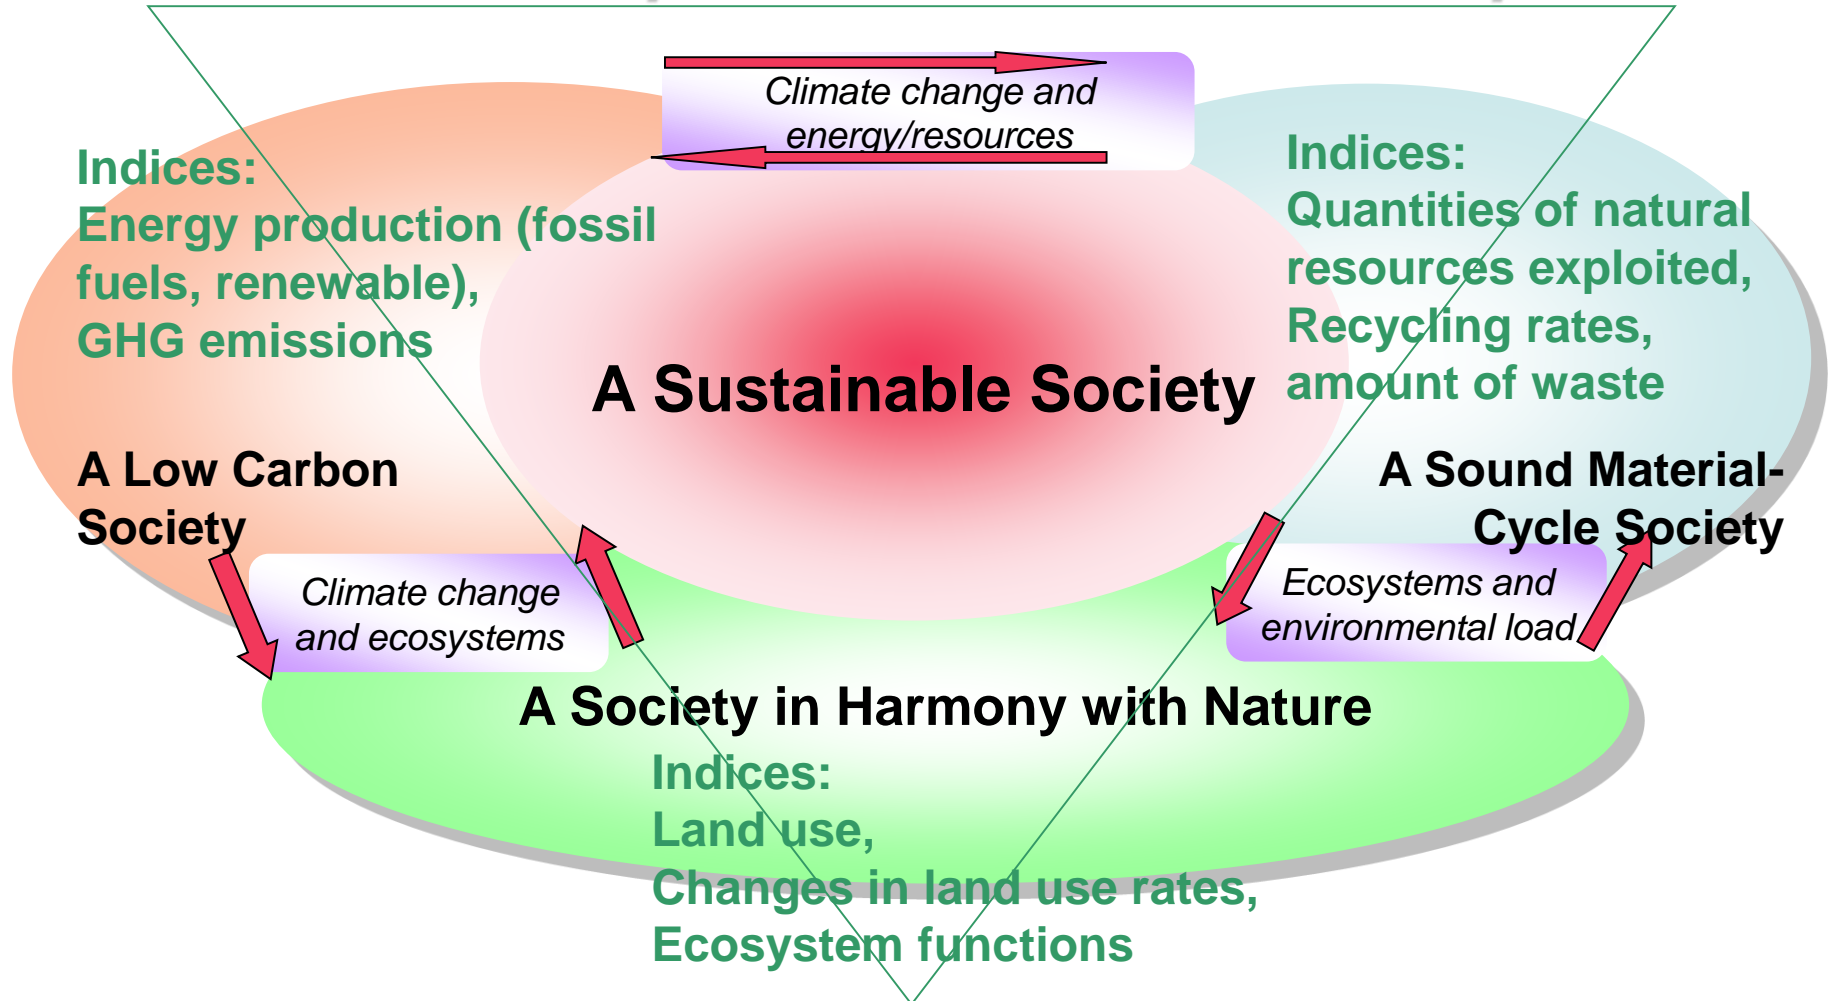 Climate change and
energy/resources
Indices:
Energy production (fossil
fuels, renewable),
GHG emissions
Indices:
Quantities of natural
resources exploited,
Recycling rates,
amount of waste
A Sustainable Society
A Low Carbon
Society
A Sound Material-
Cycle Society
Climate change
and ecosystems
Ecosystems and
environmental load
A Society in Harmony with Nature
Indices:
Land use,
Changes in land use rates,
Ecosystem functions